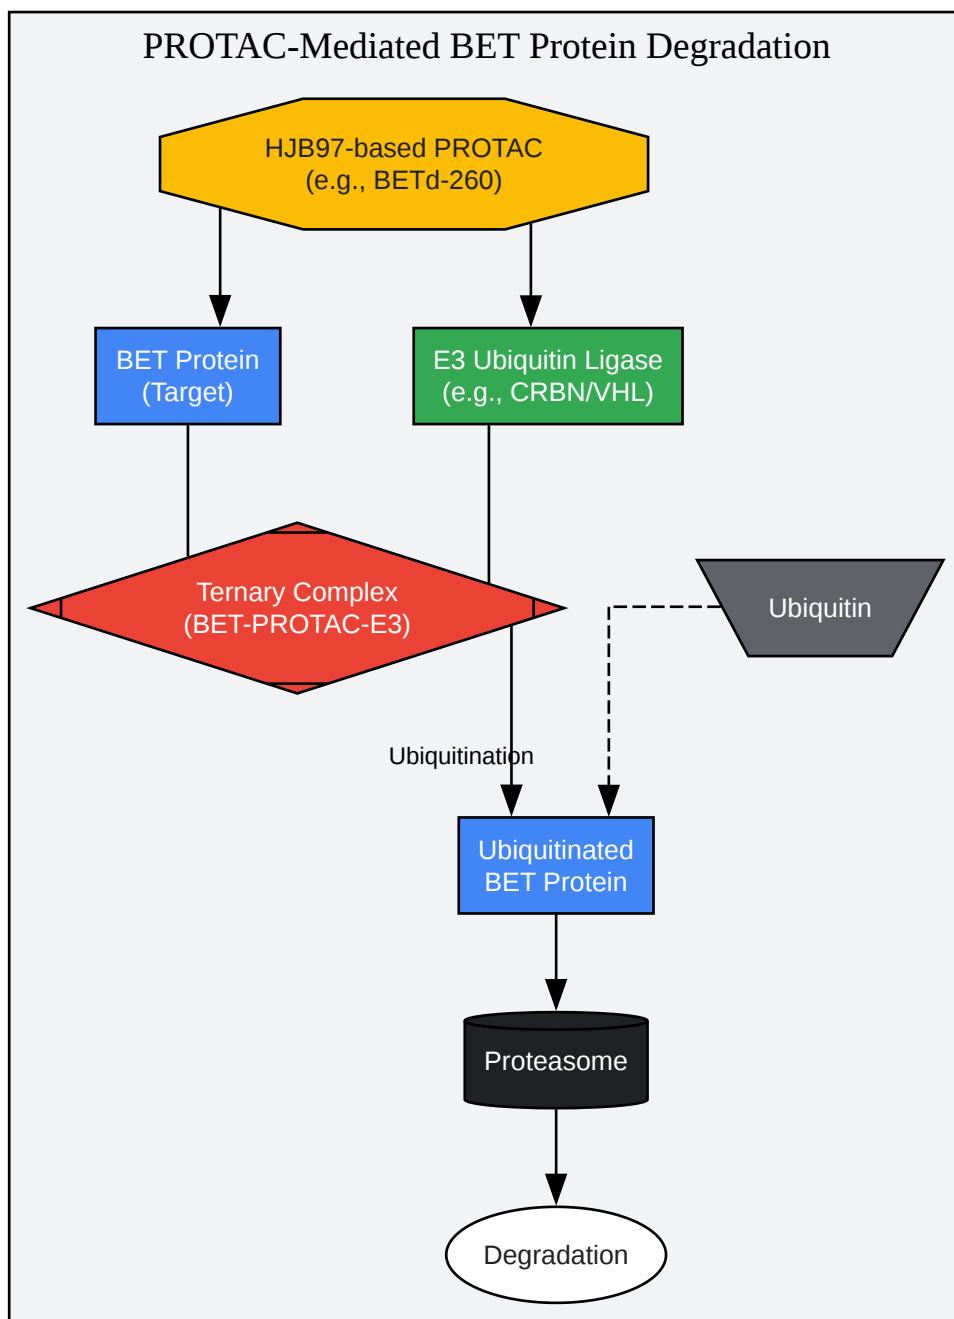 PROTAC-Mediated BET Protein Degradation
HJB97-based PROTAC
(e.g., BETd-260)
BET Protein
(Target)
E3 Ubiquitin Ligase
(e.g., CRBN/VHL)
Ternary Complex
(BET-PROTAC-E3)
Ubiquitin
Ubiquitination
Ubiquitinated
BET Protein
Proteasome
Degradation